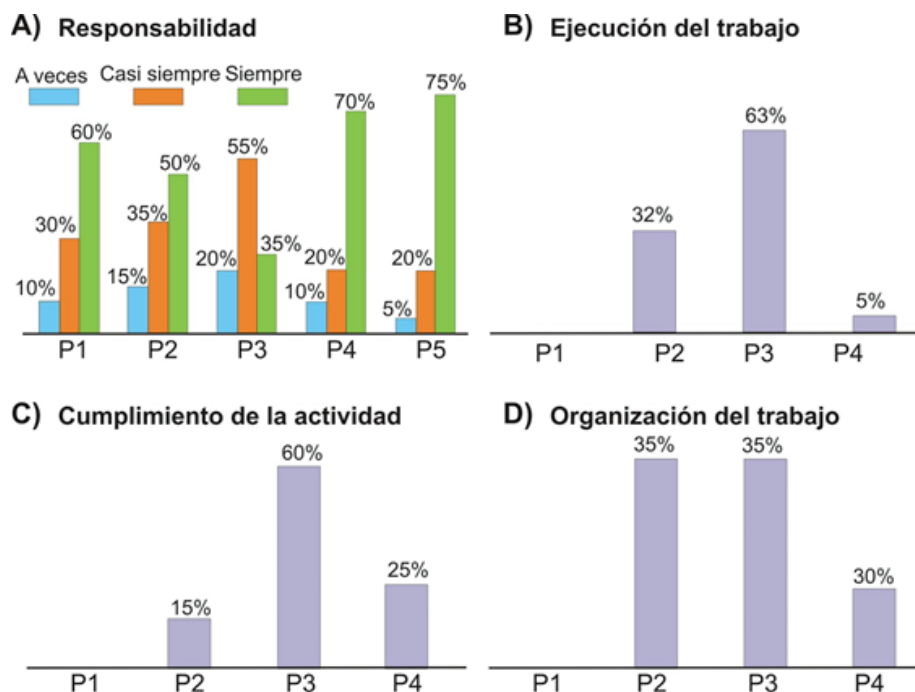 A) Responsabilidad
A veces Casi siempre Siempre
60%
30%
10%
50%
35%
15%
55%
20%
35%
70%
20%
10%
75%
20%
5%
P1 P2 P3 P4 P5
B) Ejecución del trabajo
32%
63%
5%
P1 P2 P3 P4
C) Cumplimiento de la actividad
15%
60%
25%
P1 P2 P3 P4
D) Organización del trabajo
35%
35%
30%
P1 P2 P3 P4